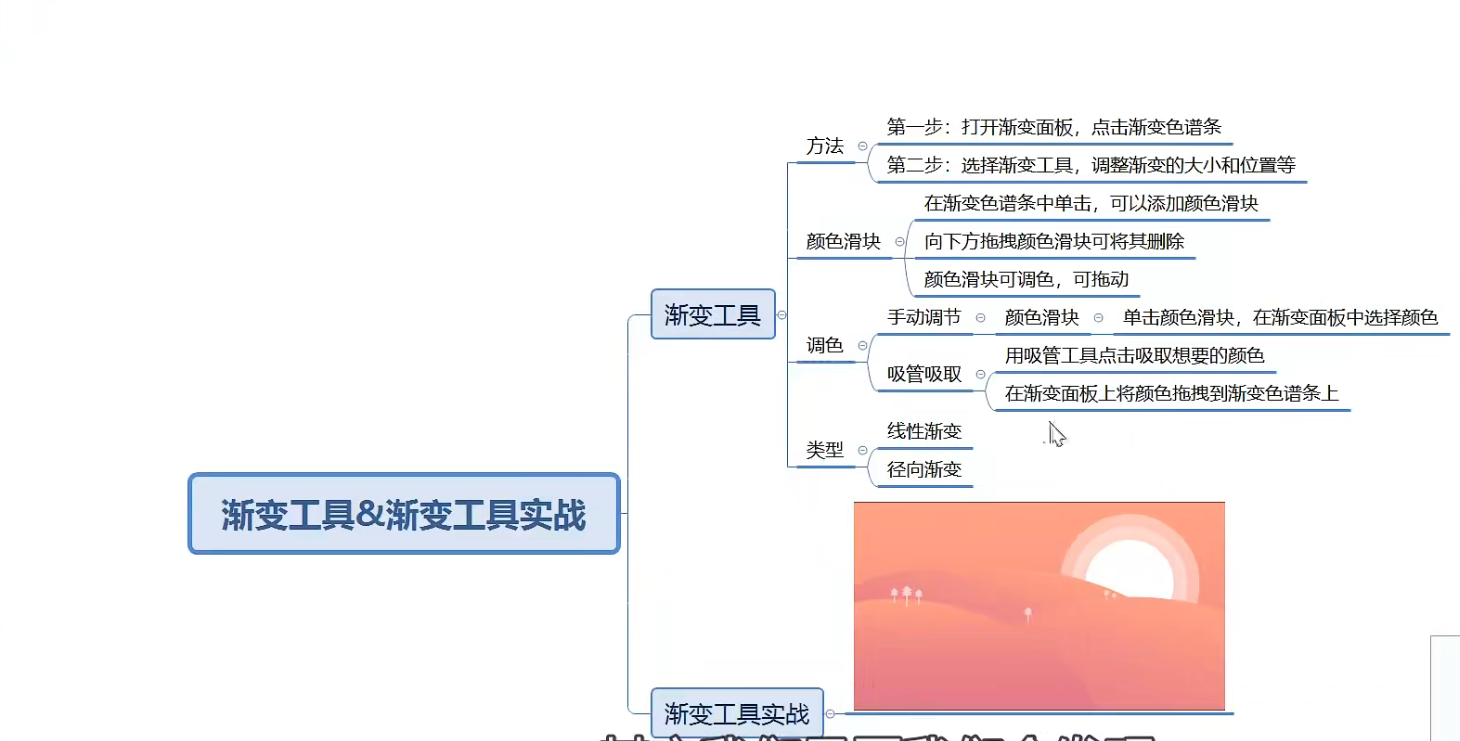 方法
第一步：打开渐变面板，点击渐变色谱条
第二步：选择渐变工具，调整渐变的大小和位置等
颜色滑块
在渐变色谱条中单击，可以添加颜色滑块
向下方拖拽颜色滑块可将其删除
颜色滑块可调色，可拖动
渐变工具
调色
手动调节
颜色滑块
单击颜色滑块，在渐变面板中选择颜色
吸管吸取
用吸管工具点击吸取想要的颜色
在渐变面板上将颜色拖拽到渐变色谱条上
类型
线性渐变
径向渐变
渐变工具&渐变工具实战
渐变工具实战